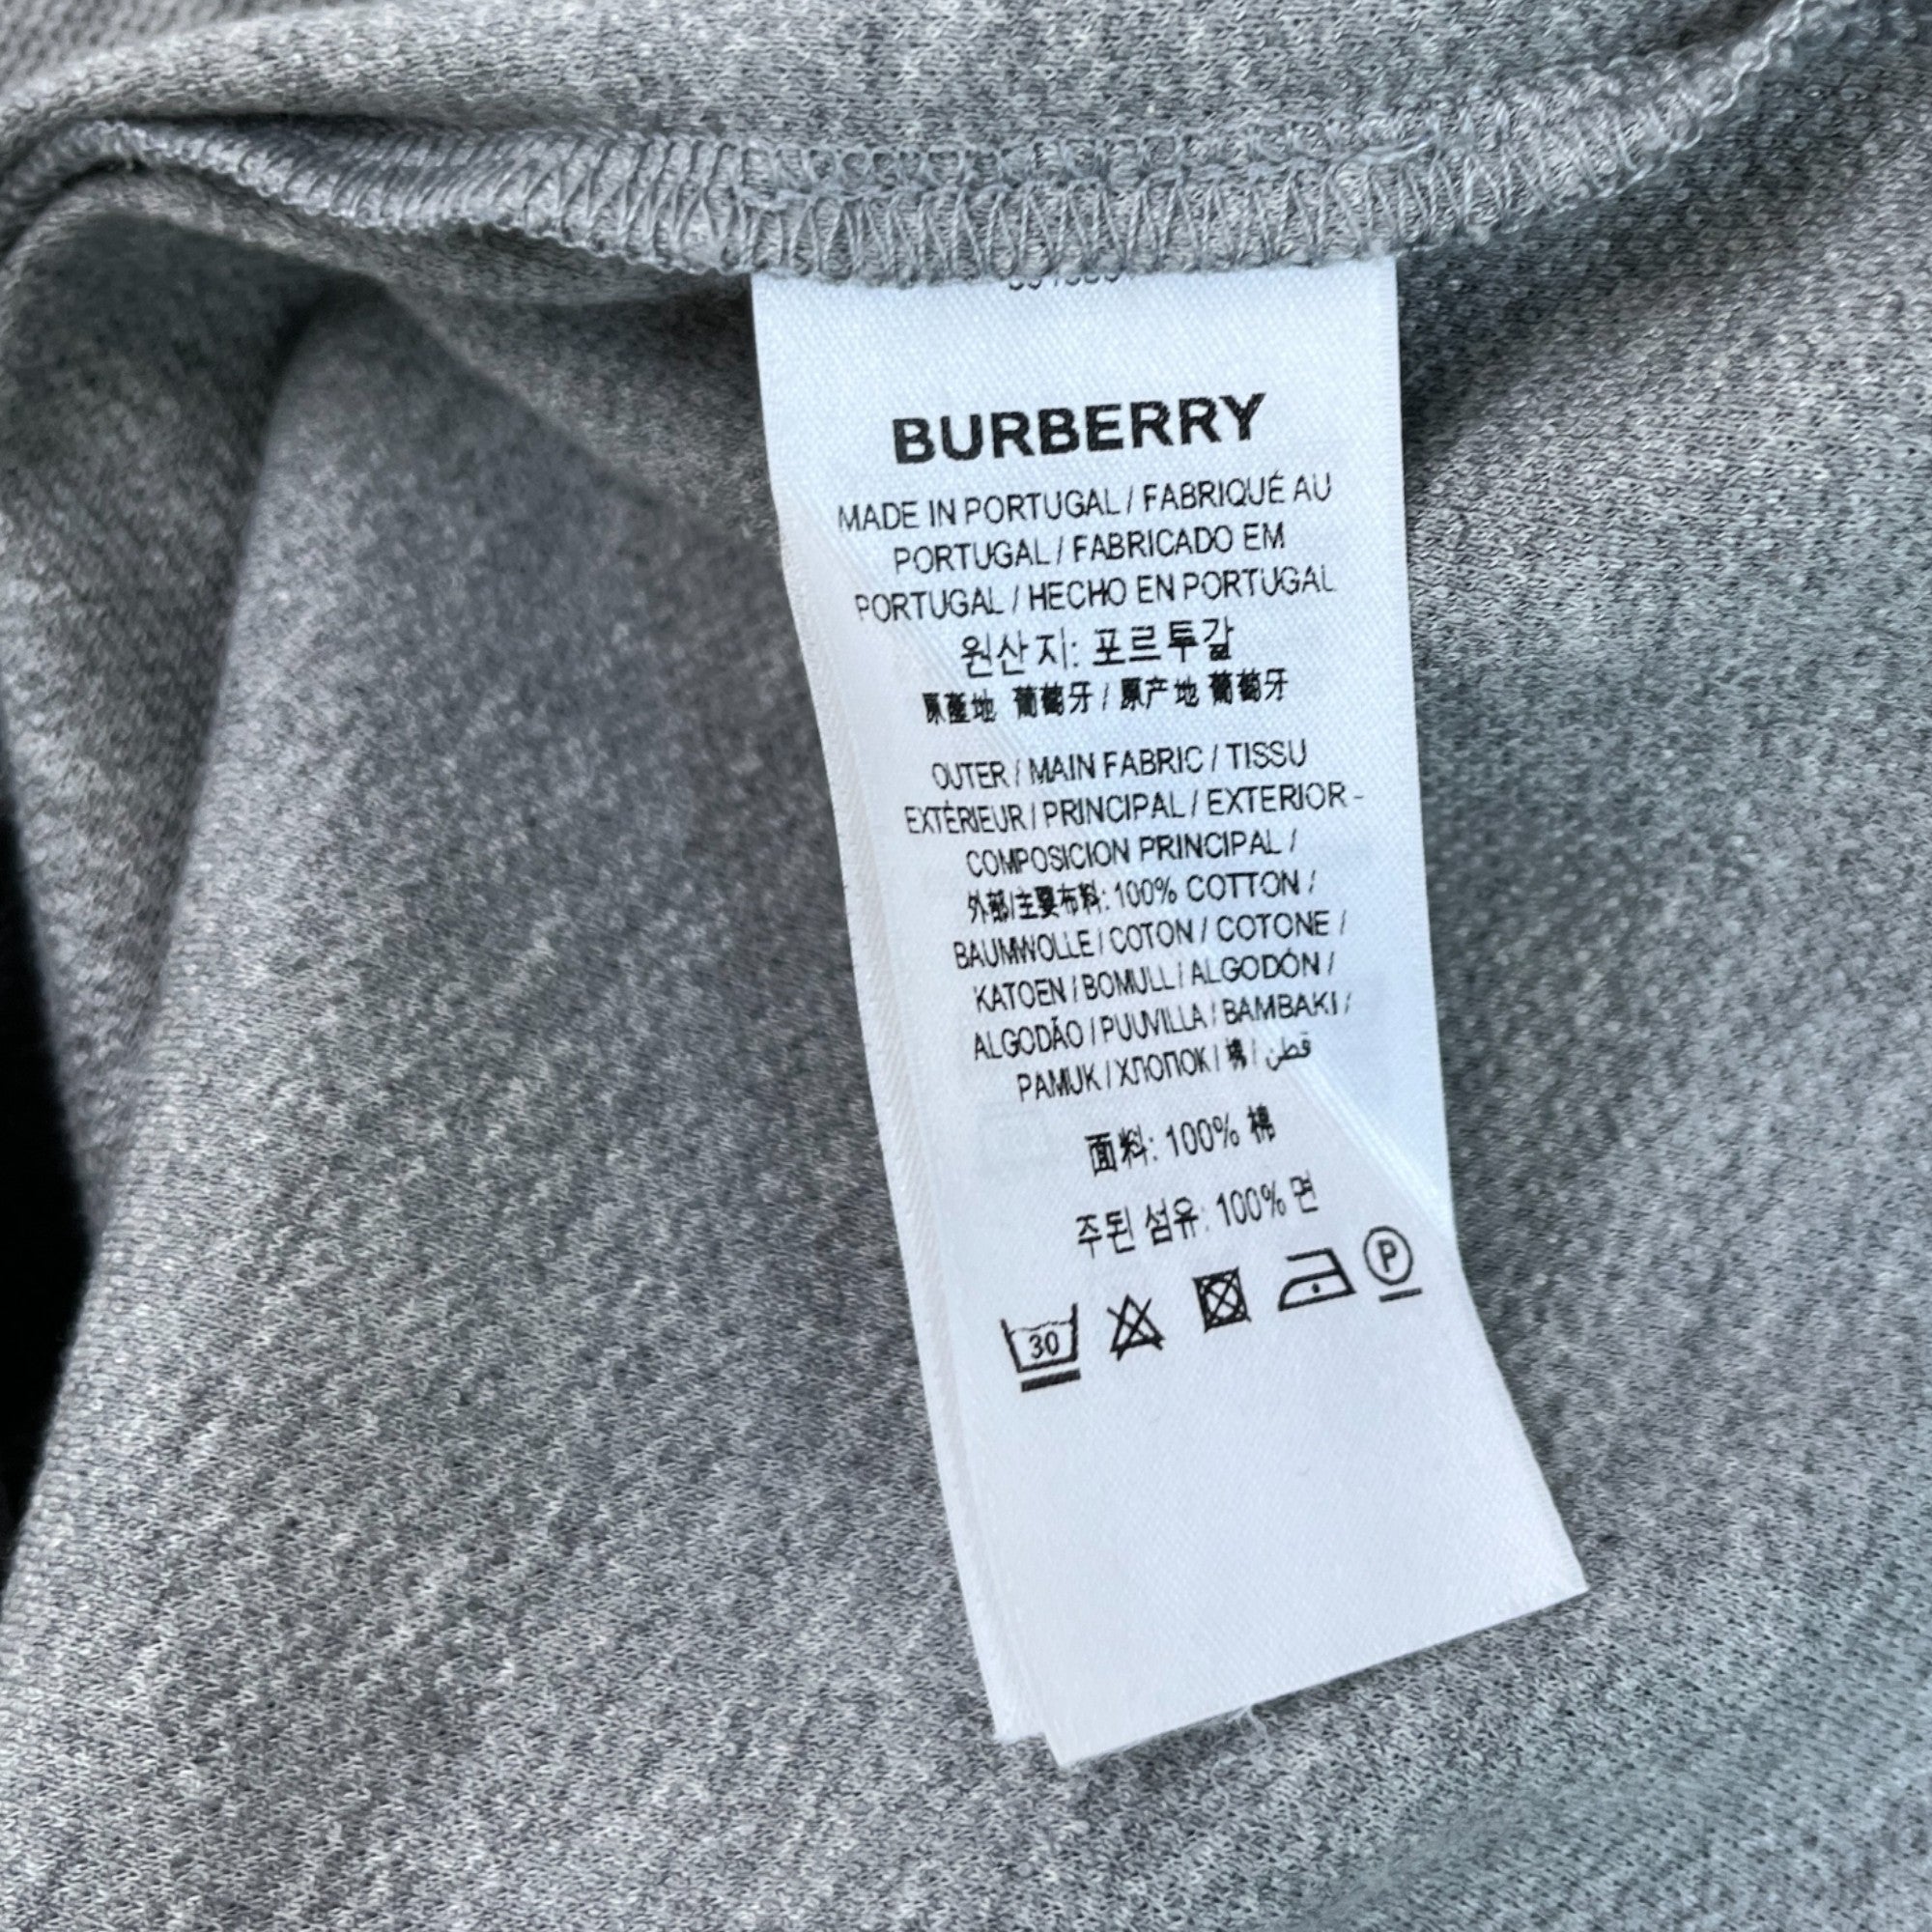 BURBERRY
MADE IN PORTUGAL / FABRIQUÉ AU
PORTUGAL / FABRICADO EM
PORTUGAL / HECHO EN PORTUGAL
원산지: 포르투갈
原產地 葡萄牙 / 原产地 葡萄牙
OUTER / MAIN FABRIC / TISSU
EXTÉRIEUR / PRINCIPAL / EXTERIOR -
COMPOSICION PRINCIPAL /
外部/主要布料: 100% COTTON /
BAUMWOLLE / COTON / COTONE /
KATOEN / BOMULL / ALGODÓN /
ALGODÃO / PUUVILLA / BAMBAKI /
PAMUK / ХЛОПОК / 棉 / قطن
面料: 100% 棉
주된 섬유: 100% 면
30
P